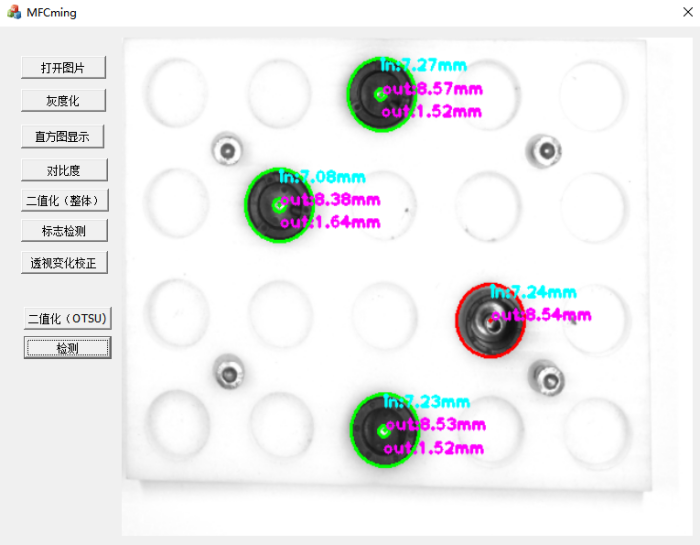 MFCming
打开图片
灰度化
直方图显示
对比度
二值化（整体）
标志检测
透视变化校正
二值化（OTSU）
检测
in:7.27mm
out:8.57mm
out:1.52mm
in:7.08mm
out:8.38mm
out:1.64mm
in:7.24mm
out:8.54mm
in:7.23mm
out:8.53mm
out:1.52mm